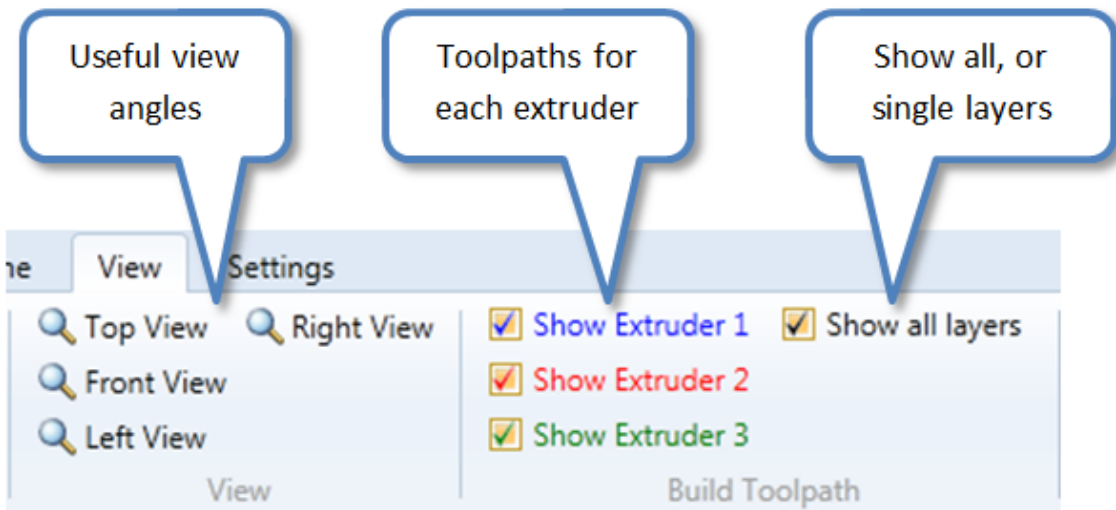 Useful view
angles
Toolpaths for
each extruder
Show all, or
single layers
ne View Settings
Top View Right View Show Extruder 1 Show all layers
Front View Show Extruder 2
Left View Show Extruder 3
View Build Toolpath